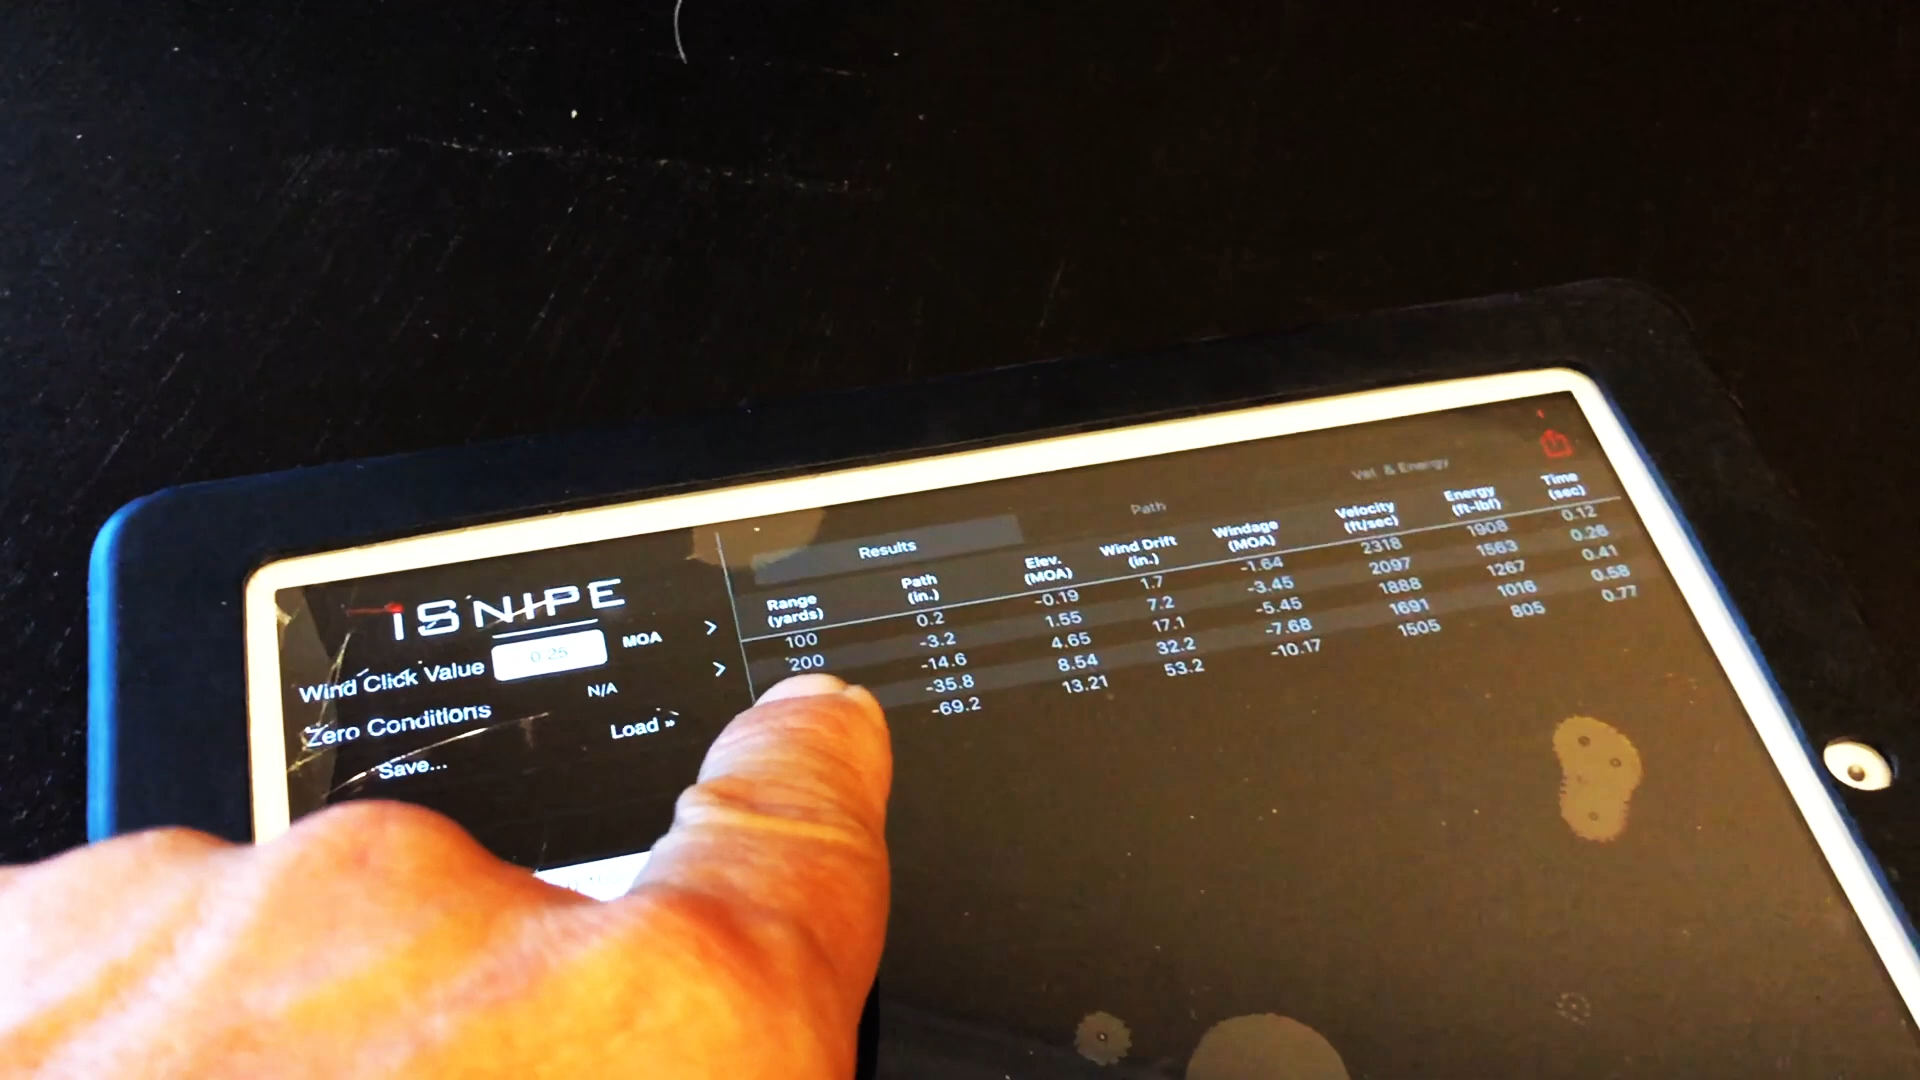 iSNIPE
Wind Click Value 0.25 MOA >
Zero Conditions N/A >
Save... Load »
Results Path Vel. & Energy
Range (yards) Path (in.) Elev. (MOA) Wind Drift (in.) Windage (MOA) Velocity (ft/sec) Energy (ft-lbf) Time (sec)
100 0.2 -0.19 1.7 -1.64 2318 1908 0.12
200 -3.2 1.55 7.2 -3.45 2097 1563 0.26
-14.6 4.65 17.1 -5.45 1888 1267 0.41
-35.8 8.54 32.2 -7.68 1691 1016 0.58
-69.2 13.21 53.2 -10.17 1505 805 0.77